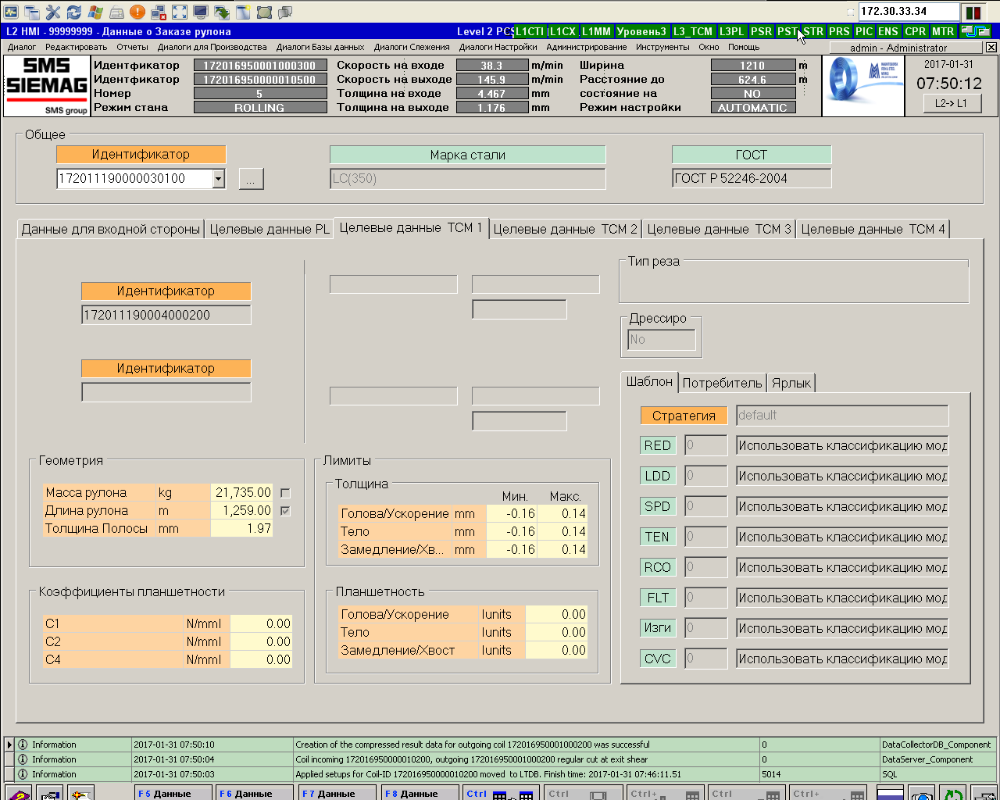 172.30.33.34
L2 HMI - 99999999 - Данные о Заказе рулона Level 2 PCS L1CTI L1CX L1MM Уровень3 L3_TCM L3PL PSR PST STR PRS PIC ENS CPR MTR
Диалог Редактировать Отчеты Диалоги для Производства Диалоги Базы данных Диалоги Слежения Диалоги Настройки Администрирование Инструменты Окно Помощь admin - Administrator
SMS
SIEMAG
SMS group
Идентфикатор 172016950001000300 Скорость на входе 38.3 m/min Ширина 1210 m
Идентфикатор 172016950000010500 Скорость на выходе 145.9 m/min Расстояние до 624.6 m
Номер 5 Толщина на входе 4.467 mm состояние на NO
Режим стана ROLLING Толщина на выходе 1.176 mm Режим настройки AUTOMATIC
2017-01-31
07:50:12
L2-> L1
Общее
Идентификатор Марка стали ГОСТ
172011190000030100 ... LC(350) ГОСТ Р 52246-2004
Данные для входной стороны Целевые данные PL Целевые данные TCM 1 Целевые данные TCM 2 Целевые данные TCM 3 Целевые данные TCM 4
Идентификатор
172011190004000200
Идентификатор
Тип реза
Дрессиро
No
Шаблон Потребитель Ярлык
Стратегия default
RED 0 Использовать классификацию мод
LDD 0 Использовать классификацию мод
SPD 0 Использовать классификацию мод
TEN 0 Использовать классификацию мод
RCO 0 Использовать классификацию мод
FLT 0 Использовать классификацию мод
Изги 0 Использовать классификацию мод
CVC 0 Использовать классификацию мод
Геометрия
Масса рулона kg 21,735.00
Длина рулона m 1,259.00
Толщина Полосы mm 1.97
Коэффициенты планшетности
C1 N/mmI 0.00
C2 N/mmI 0.00
C4 N/mmI 0.00
Лимиты
Толщина
Мин. Макс.
Голова/Ускорение mm -0.16 0.14
Тело mm -0.16 0.14
Замедление/Хв... mm -0.16 0.14
Планшетность
Голова/Ускорение Iunits 0.00
Тело Iunits 0.00
Замедление/Хвост Iunits 0.00
Information 2017-01-31 07:50:10 Creation of the compressed result data for outgoing coil 172016950001000200 was successful 0 DataCollectorDB_Component
Information 2017-01-31 07:50:04 Coil incoming 172016950000010200, outgoing 172016950001000200 regular cut at exit shear 0 DataServer_Component
Information 2017-01-31 07:50:03 Applied setups for Coil-ID 172016950000010200 moved to LTDB. Finish time: 2017-01-31 07:46:11.51 5014 SQL
F5 Данные F6 Данные F7 Данные F8 Данные Ctrl Ctrl Ctrl+ Ctrl Ctrl+